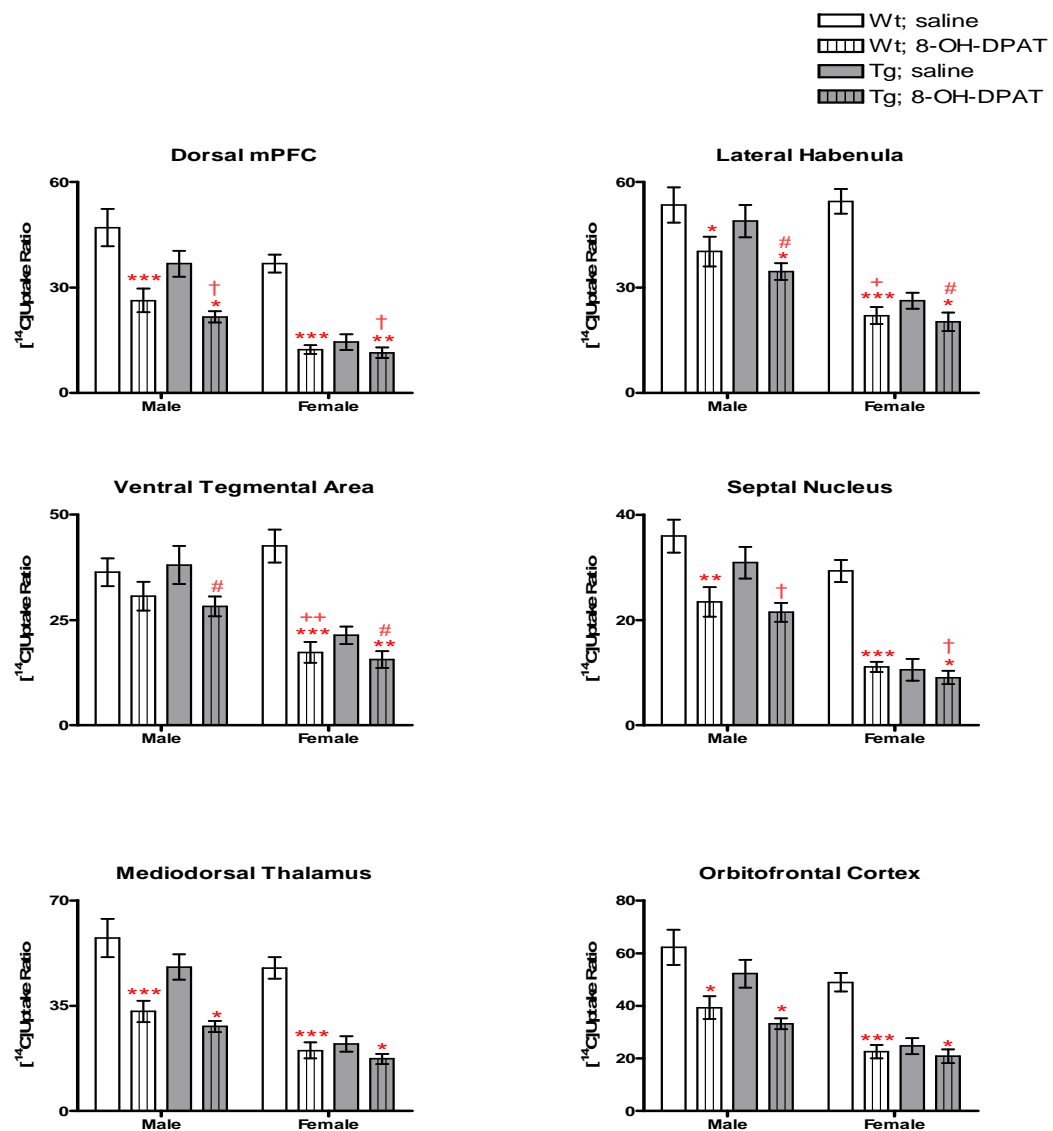 Wt; saline
Wt; 8-OH-DPAT
Tg; saline
Tg; 8-OH-DPAT
Dorsal mPFC
[¹⁴C]Uptake Ratio
60
30
0
***
†
*
***
†
**
Male
Female
Lateral Habenula
[¹⁴C]Uptake Ratio
60
30
0
*
#
*
+
***
#
*
Male
Female
Ventral Tegmental Area
[¹⁴C]Uptake Ratio
50
25
0
#
++
***
#
**
Male
Female
Septal Nucleus
[¹⁴C]Uptake Ratio
40
20
0
**
†
***
†
*
Male
Female
Mediodorsal Thalamus
[¹⁴C]Uptake Ratio
70
35
0
***
*
***
*
Male
Female
Orbitofrontal Cortex
[¹⁴C]Uptake Ratio
80
60
40
20
0
*
*
***
*
Male
Female